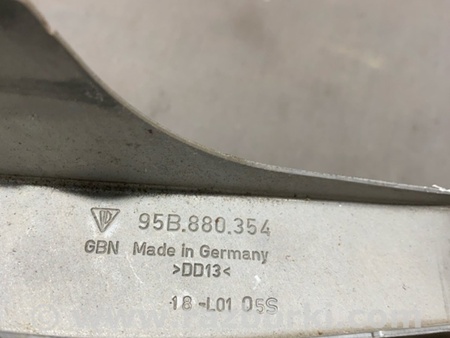 95B.880.354
GBN Made in Germany
>DD13<
18-L01 05S